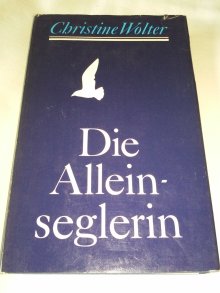 Christine Wolter
Die
Allein-
seglerin